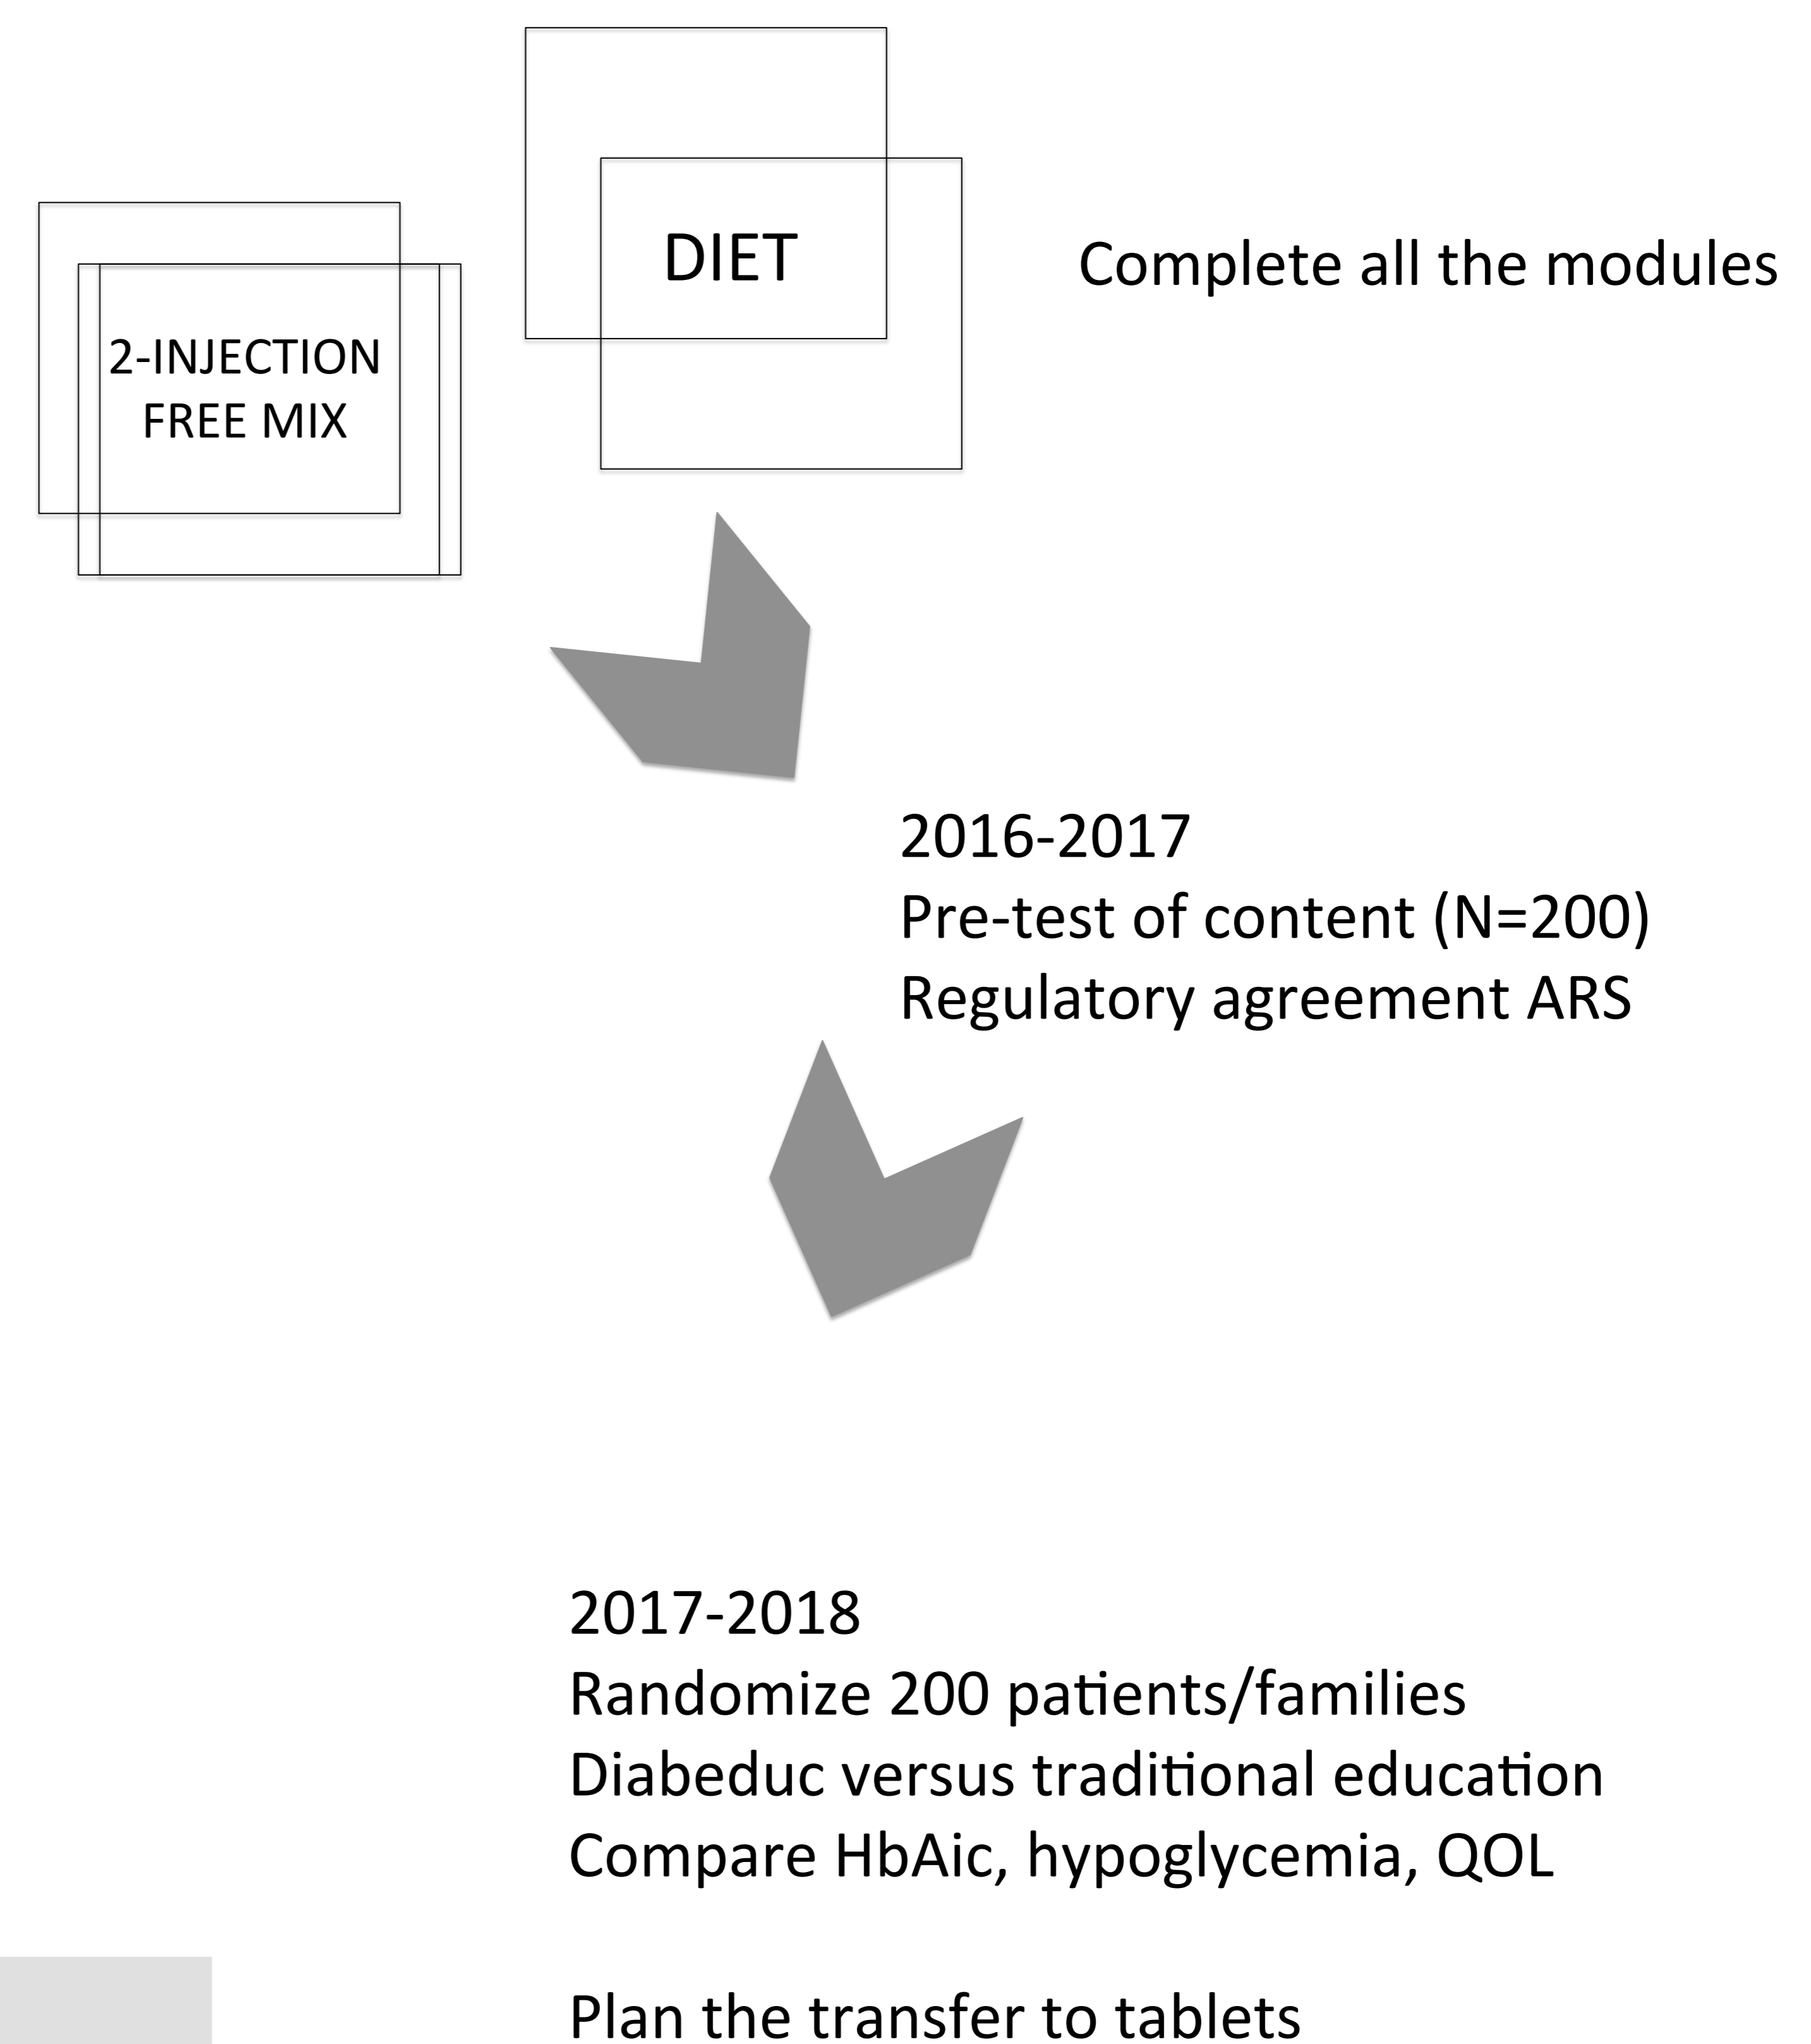 DIET
Complete all the modules
2-INJECTION
FREE MIX
2016-2017
Pre-test of content (N=200)
Regulatory agreement ARS
2017-2018
Randomize 200 patients/families
Diabeduc versus traditional education
Compare HbAic, hypoglycemia, QOL
Plan the transfer to tablets